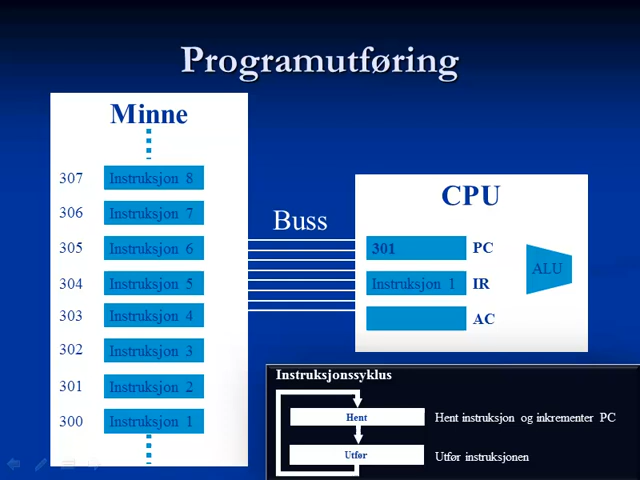 Programutføring
Minne
307 Instruksjon 8
306 Instruksjon 7
305 Instruksjon 6
304 Instruksjon 5
303 Instruksjon 4
302 Instruksjon 3
301 Instruksjon 2
300 Instruksjon 1
Buss
CPU
301 PC
Instruksjon 1 IR
AC
ALU
Instruksjonssyklus
Hent Hent instruksjon og inkrementer PC
Utfør Utfør instruksjonen